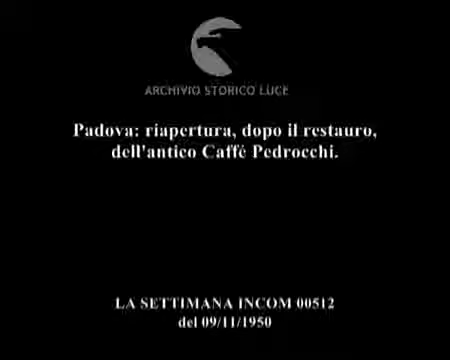 ARCHIVIO STORICO LUCE
Padova: riapertura, dopo il restauro,
dell'antico Caffé Pedrocchi.
LA SETTIMANA INCOM 00512
del 09/11/1950